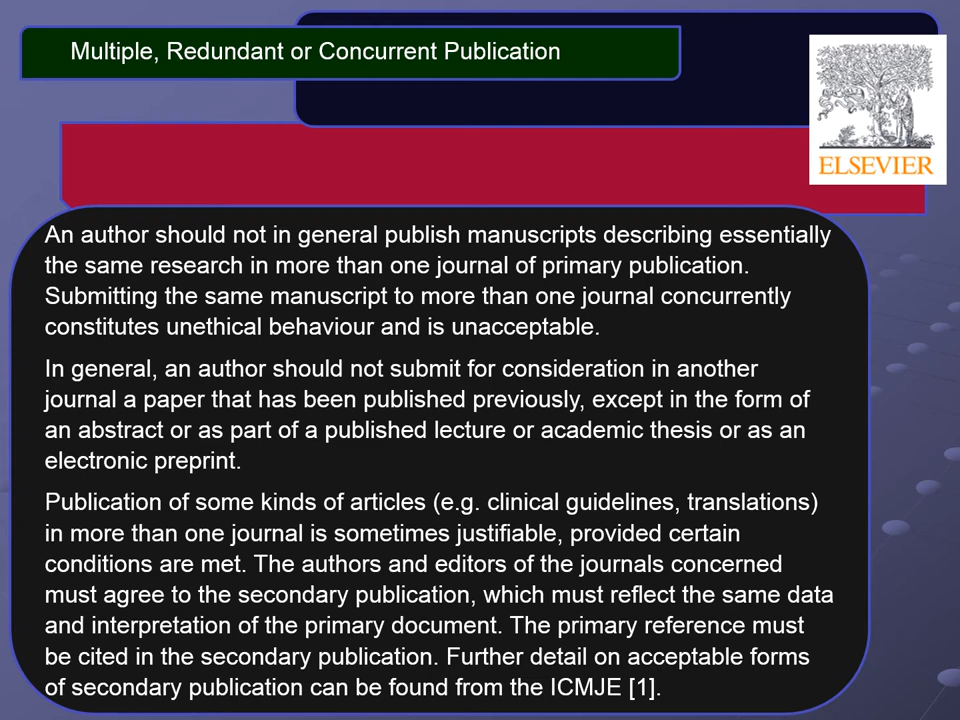 Multiple, Redundant or Concurrent Publication
ELSEVIER
An author should not in general publish manuscripts describing essentially
the same research in more than one journal of primary publication.
Submitting the same manuscript to more than one journal concurrently
constitutes unethical behaviour and is unacceptable.
In general, an author should not submit for consideration in another
journal a paper that has been published previously, except in the form of
an abstract or as part of a published lecture or academic thesis or as an
electronic preprint.
Publication of some kinds of articles (e.g. clinical guidelines, translations)
in more than one journal is sometimes justifiable, provided certain
conditions are met. The authors and editors of the journals concerned
must agree to the secondary publication, which must reflect the same data
and interpretation of the primary document. The primary reference must
be cited in the secondary publication. Further detail on acceptable forms
of secondary publication can be found from the ICMJE [1].